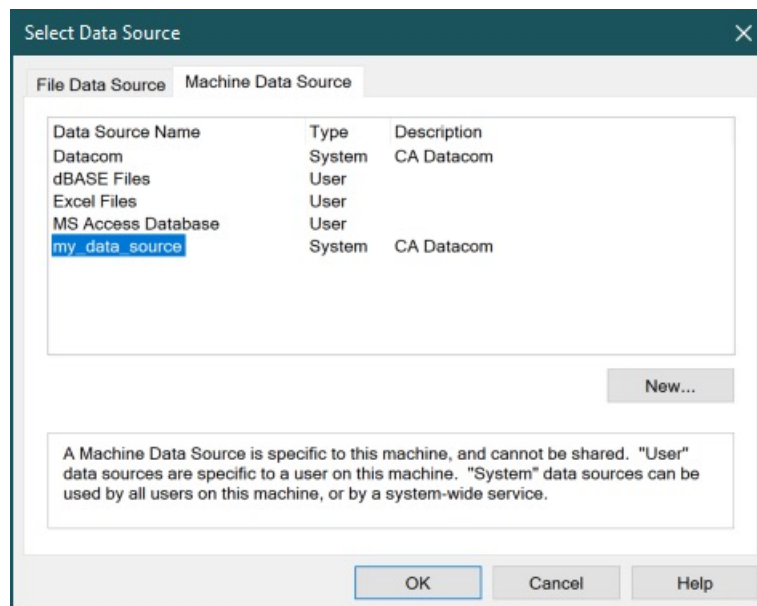 Select Data Source
File Data Source Machine Data Source
Data Source Name Type Description
Datacom System CA Datacom
dBASE Files User
Excel Files User
MS Access Database User
my_data_source System CA Datacom
New...
A Machine Data Source is specific to this machine, and cannot be shared. "User"
data sources are specific to a user on this machine. "System" data sources can be
used by all users on this machine, or by a system-wide service.
OK Cancel Help